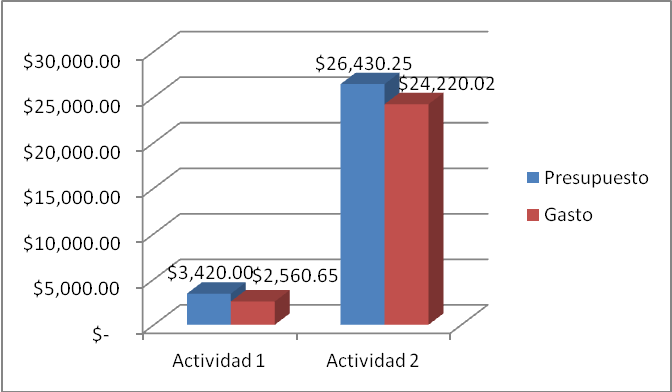 $30,000.00
$25,000.00
$20,000.00
$15,000.00
$10,000.00
$5,000.00
$-
$3,420.00
$2,560.65
$26,430.25
$24,220.02
Actividad 1
Actividad 2
Presupuesto
Gasto